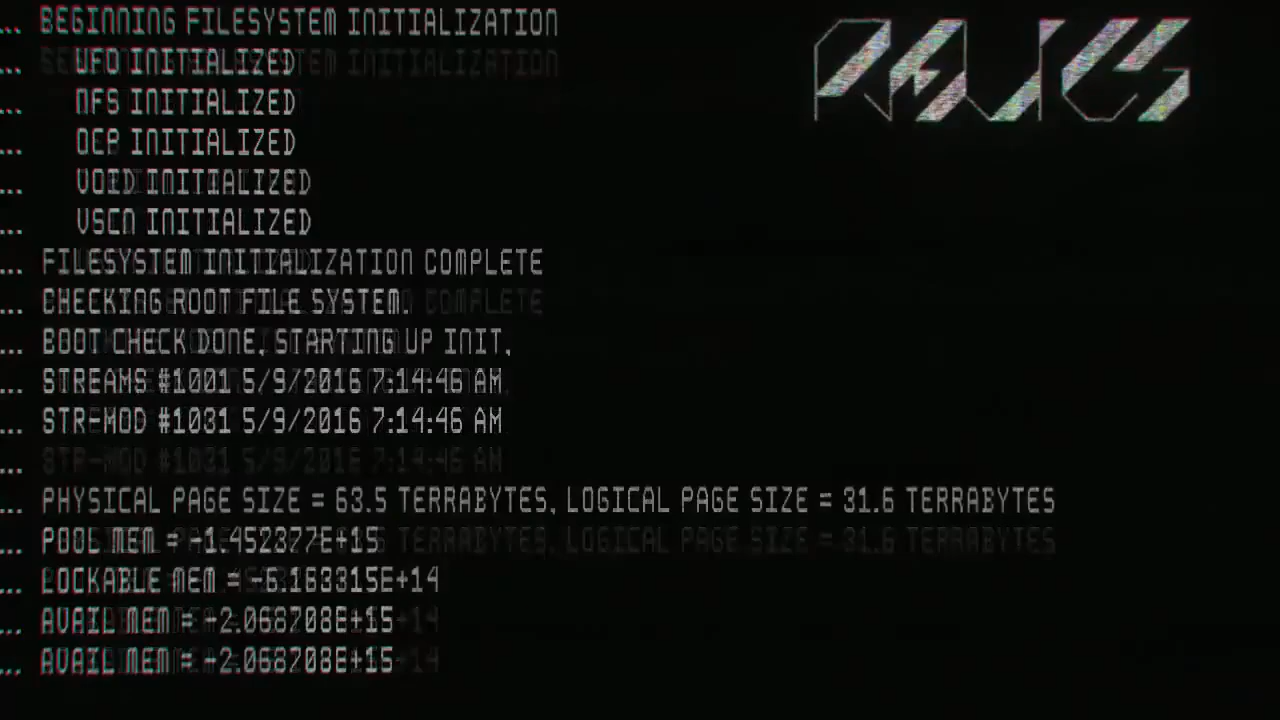 ... BEGINNING FILESYSTEM INITIALIZATION
... UFO INITIALIZED
... NFS INITIALIZED
... OEP INITIALIZED
... VOID INITIALIZED
... VSCN INITIALIZED
... FILESYSTEM INITIALIZATION COMPLETE
... CHECKING ROOT FILE SYSTEM.
... BOOT CHECK DONE, STARTING UP INIT,
... STREAMS #1001 5/9/2016 7:14:46 AM
... STR-MOD #1031 5/9/2016 7:14:46 AM
...
... PHYSICAL PAGE SIZE = 63.5 TERRABYTES, LOGICAL PAGE SIZE = 31.6 TERRABYTES
... POOL MEM = -1.452377E+15
... LOCKABLE MEM = -6.163315E+14
... AVAIL MEM = -2.068708E+15
... AVAIL MEM = -2.068708E+15